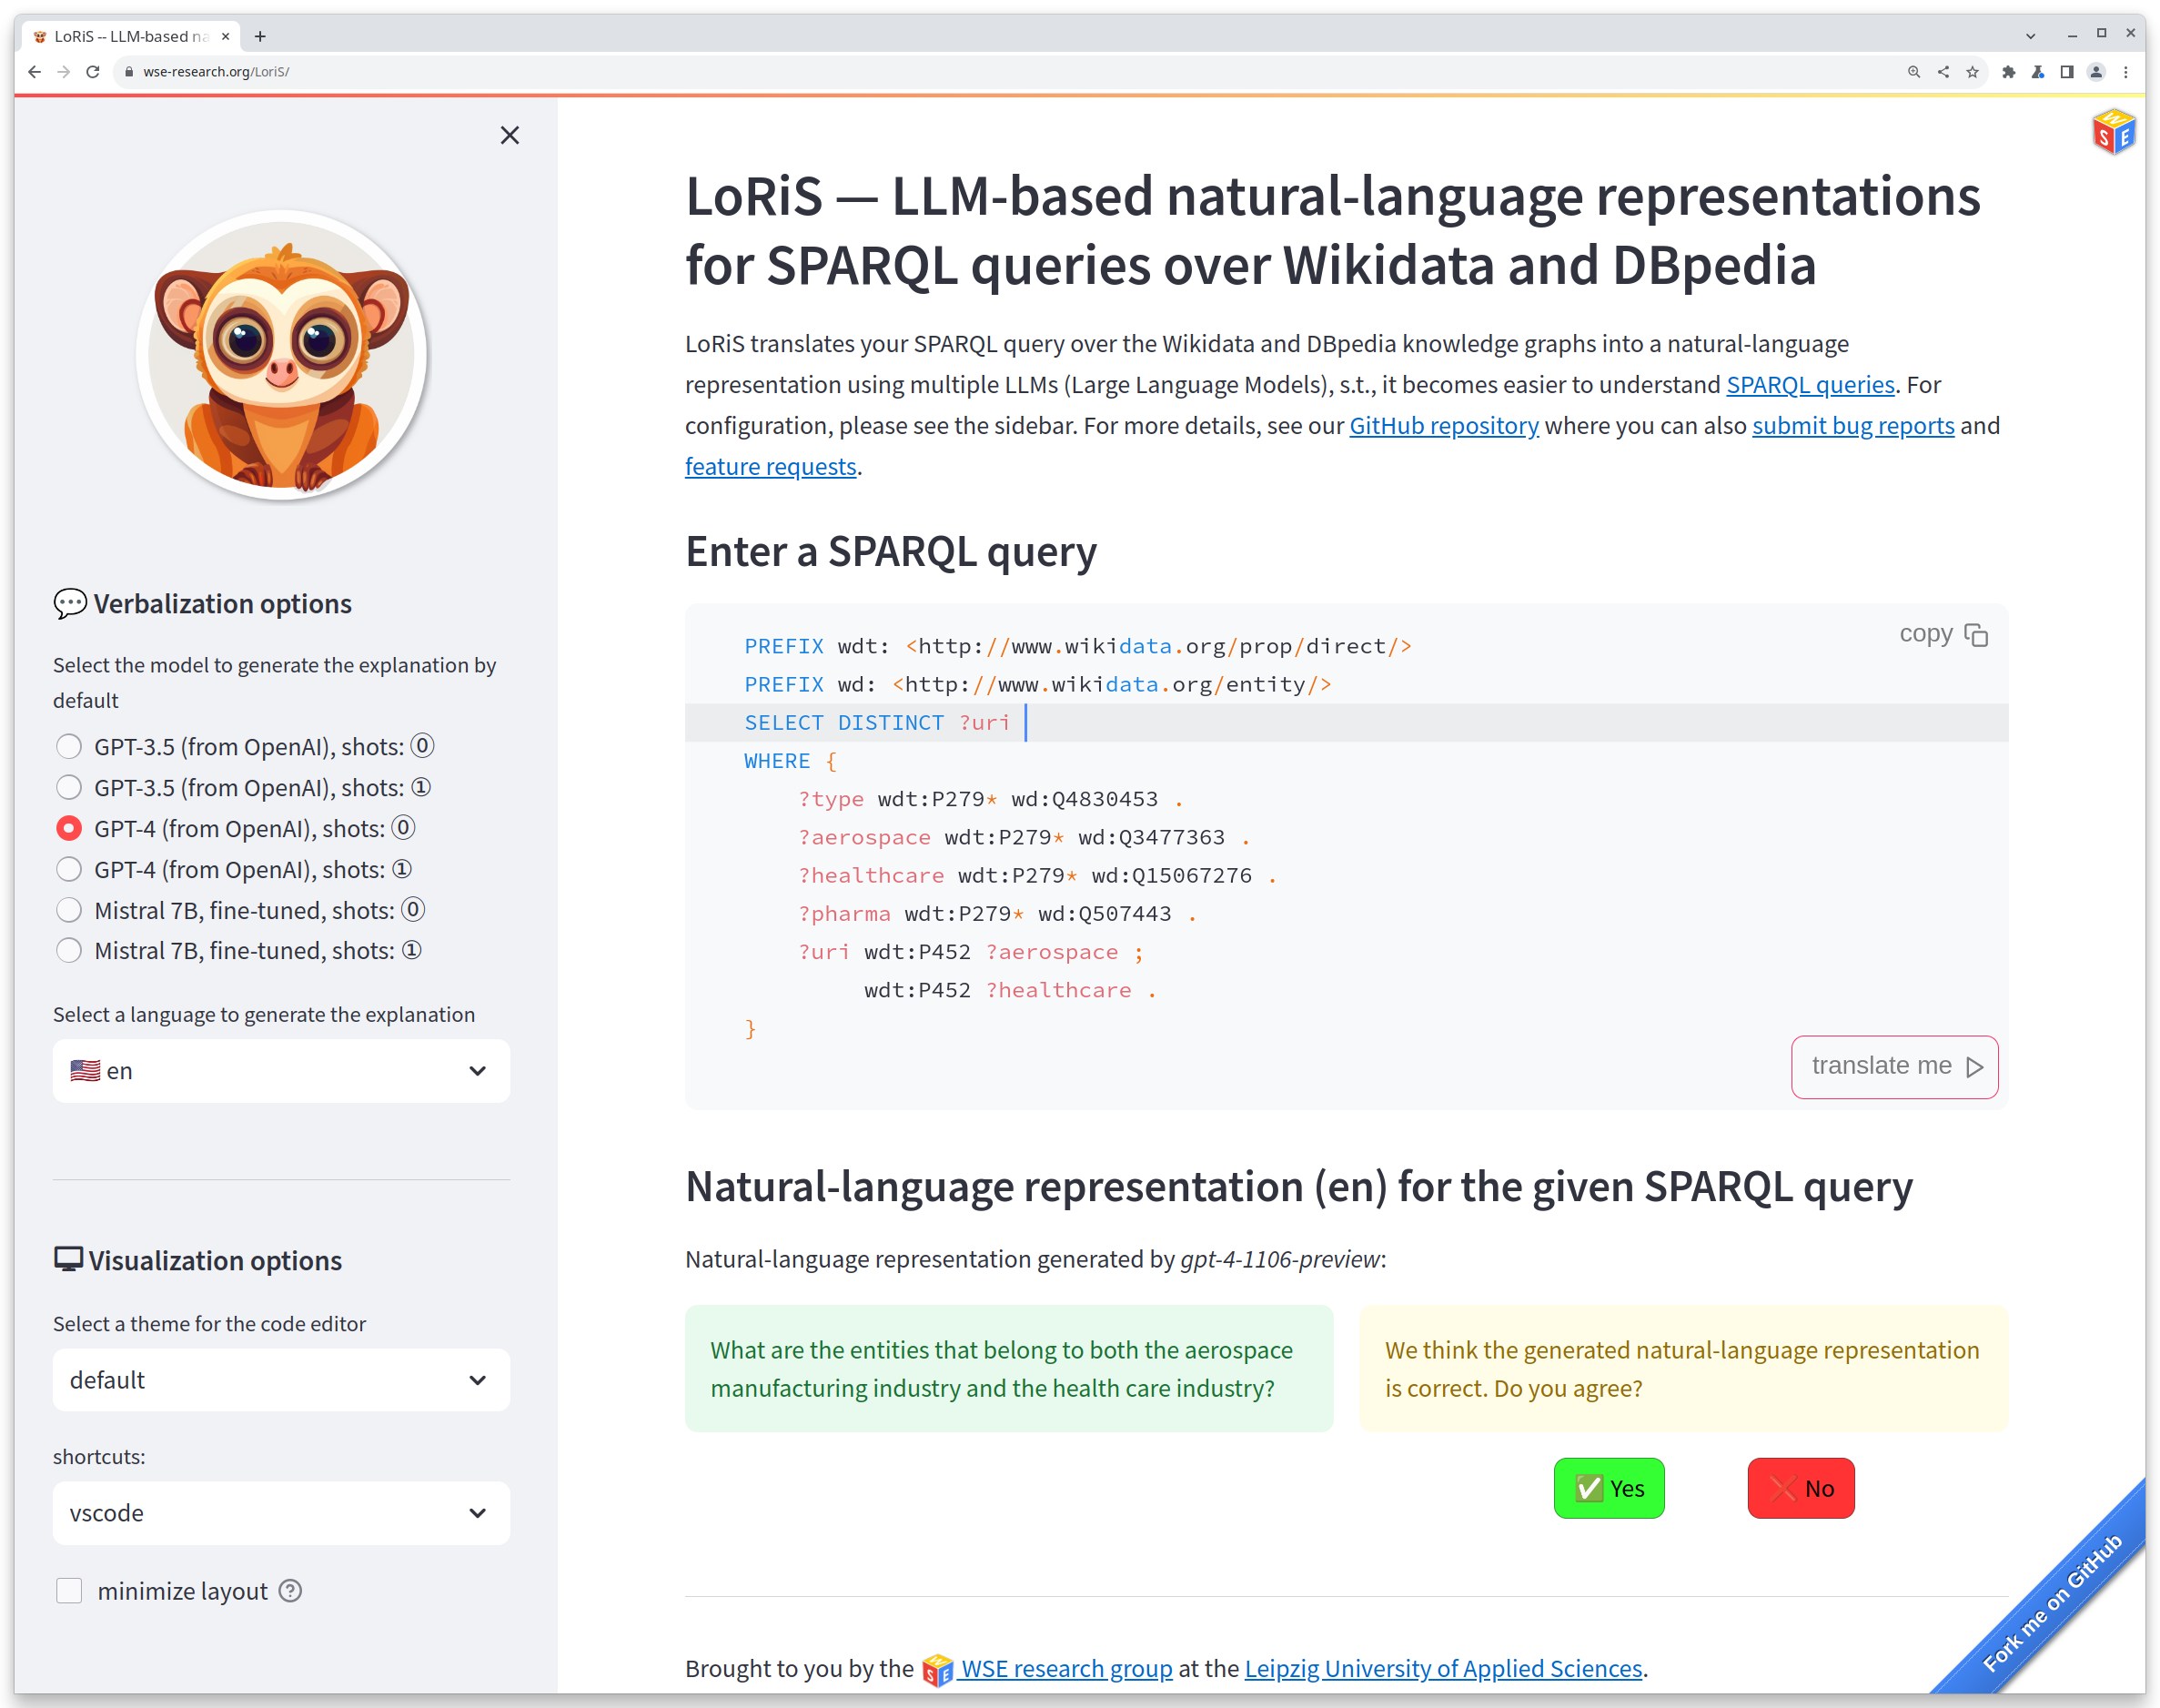 LoRiS -- LLM-based na
wse-research.org/LoriS/
W S E
LoRiS — LLM-based natural-language representations
for SPARQL queries over Wikidata and DBpedia
LoRiS translates your SPARQL query over the Wikidata and DBpedia knowledge graphs into a natural-language
representation using multiple LLMs (Large Language Models), s.t., it becomes easier to understand SPARQL queries. For
configuration, please see the sidebar. For more details, see our GitHub repository where you can also submit bug reports and
feature requests.
💬 Verbalization options
Select the model to generate the explanation by
default
GPT-3.5 (from OpenAI), shots: ⓪
GPT-3.5 (from OpenAI), shots: ①
GPT-4 (from OpenAI), shots: ⓪
GPT-4 (from OpenAI), shots: ①
Mistral 7B, fine-tuned, shots: ⓪
Mistral 7B, fine-tuned, shots: ①
Select a language to generate the explanation
🇺🇸 en
🖥 Visualization options
Select a theme for the code editor
default
shortcuts:
vscode
minimize layout ?
Enter a SPARQL query
copy
PREFIX wdt: <http://www.wikidata.org/prop/direct/>
PREFIX wd: <http://www.wikidata.org/entity/>
SELECT DISTINCT ?uri
WHERE {
?type wdt:P279* wd:Q4830453 .
?aerospace wdt:P279* wd:Q3477363 .
?healthcare wdt:P279* wd:Q15067276 .
?pharma wdt:P279* wd:Q507443 .
?uri wdt:P452 ?aerospace ;
wdt:P452 ?healthcare .
}
translate me
Natural-language representation (en) for the given SPARQL query
Natural-language representation generated by gpt-4-1106-preview:
What are the entities that belong to both the aerospace
manufacturing industry and the health care industry?
We think the generated natural-language representation
is correct. Do you agree?
✅ Yes
❌ No
Fork me on GitHub
Brought to you by the WSE research group at the Leipzig University of Applied Sciences.